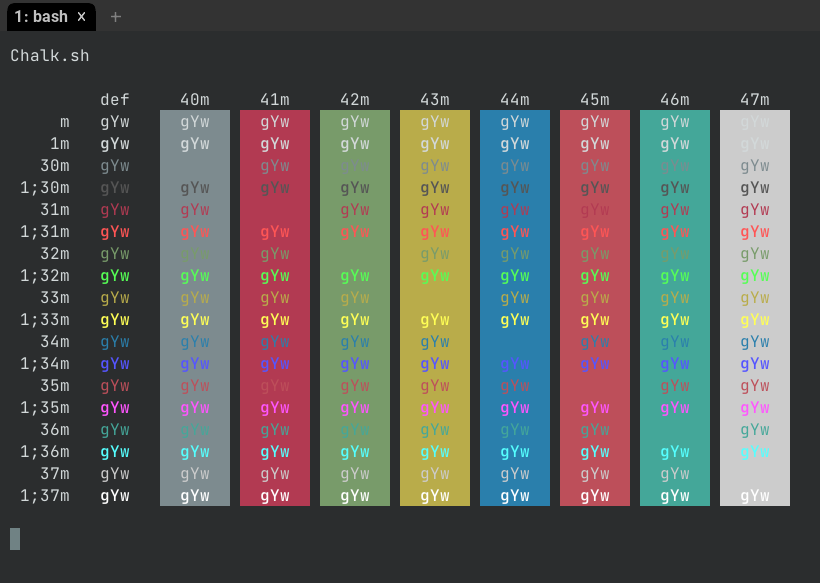 1: bash x +
Chalk.sh
def 40m 41m 42m 43m 44m 45m 46m 47m
m gYw gYw gYw gYw gYw gYw gYw gYw gYw
1m gYw gYw gYw gYw gYw gYw gYw gYw gYw
30m gYw gYw gYw gYw gYw gYw gYw gYw
1;30m gYw gYw gYw gYw gYw gYw gYw gYw gYw
31m gYw gYw gYw gYw gYw gYw gYw gYw
1;31m gYw gYw gYw gYw gYw gYw gYw gYw gYw
32m gYw gYw gYw gYw gYw gYw gYw gYw
1;32m gYw gYw gYw gYw gYw gYw gYw gYw gYw
33m gYw gYw gYw gYw gYw gYw gYw gYw
1;33m gYw gYw gYw gYw gYw gYw gYw gYw gYw
34m gYw gYw gYw gYw gYw gYw gYw gYw
1;34m gYw gYw gYw gYw gYw gYw gYw gYw gYw
35m gYw gYw gYw gYw gYw gYw gYw gYw
1;35m gYw gYw gYw gYw gYw gYw gYw gYw gYw
36m gYw gYw gYw gYw gYw gYw gYw gYw
1;36m gYw gYw gYw gYw gYw gYw gYw gYw gYw
37m gYw gYw gYw gYw gYw gYw gYw gYw
1;37m gYw gYw gYw gYw gYw gYw gYw gYw gYw